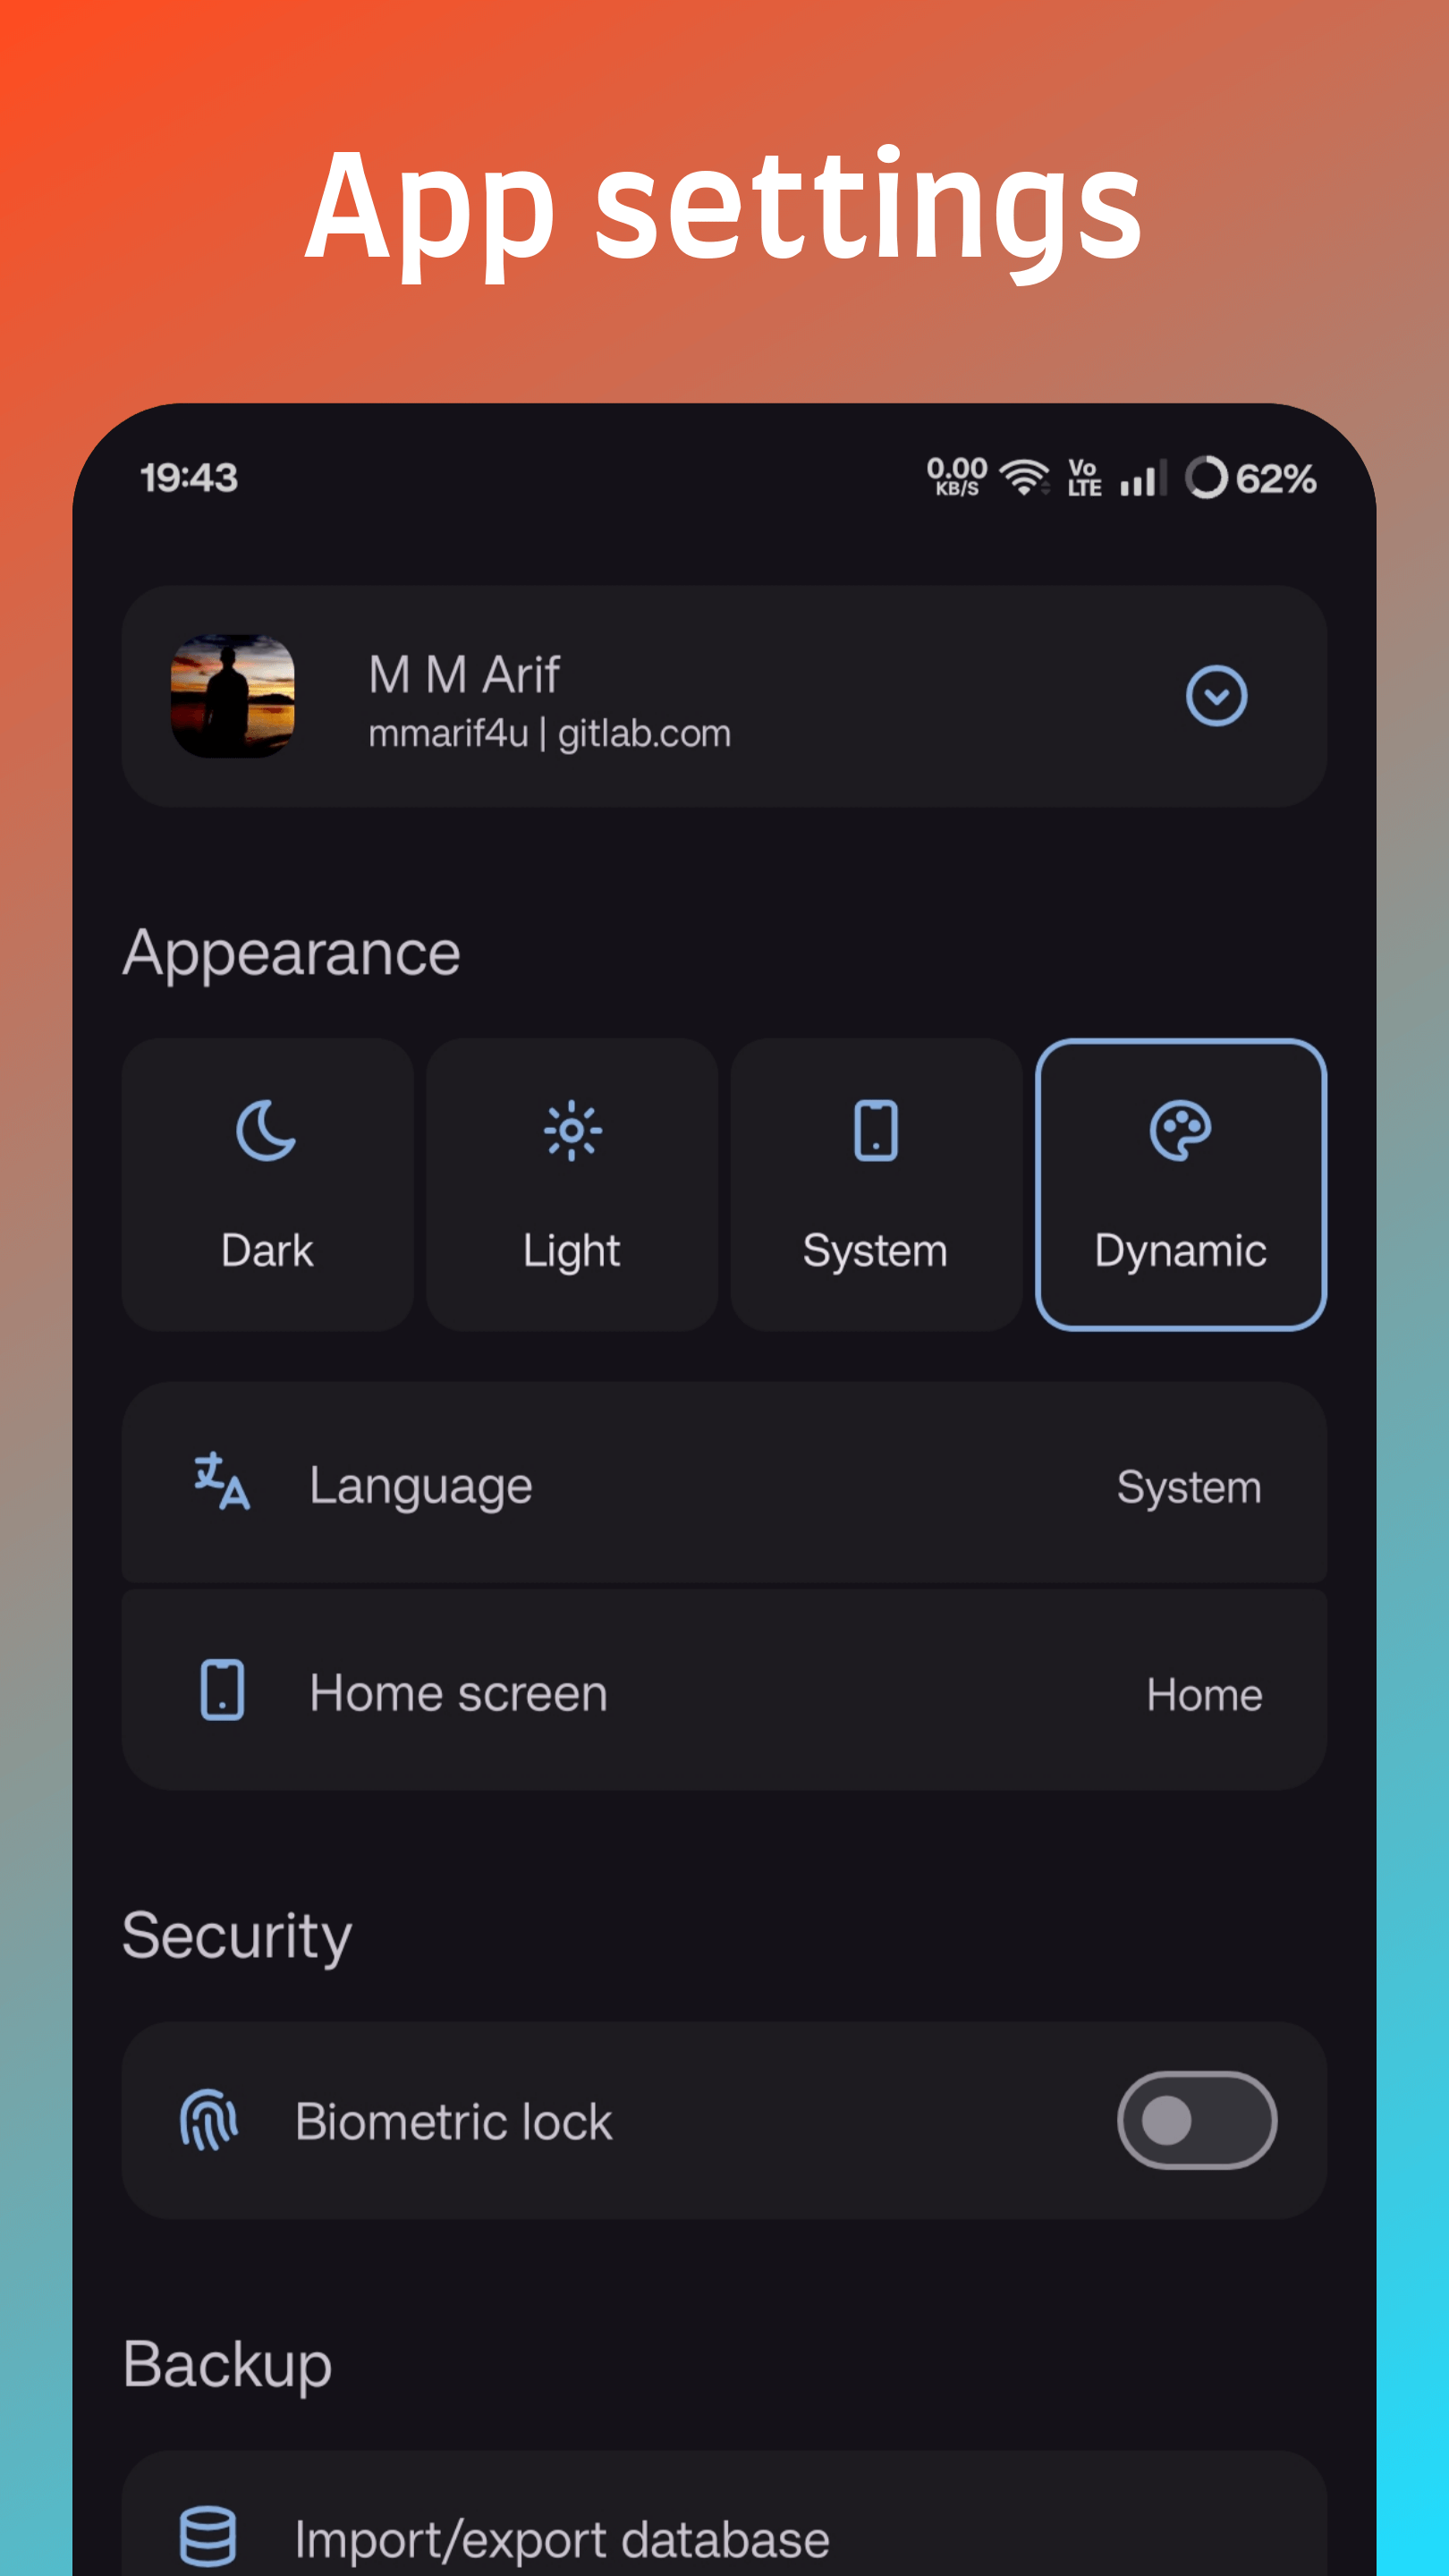 App settings
19:43
0.00 KB/S Vo LTE 62%
M M Arif
mmarif4u | gitlab.com
Appearance
Dark Light System Dynamic
Language System
Home screen Home
Security
Biometric lock
Backup
Import/export database